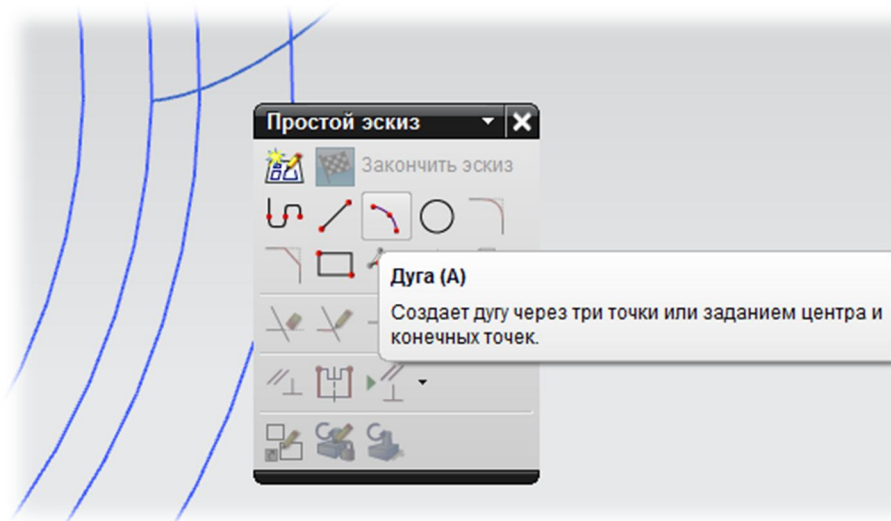 Простой эскиз
Закончить эскиз
Дуга (A)
Создает дугу через три точки или заданием центра и
конечных точек.